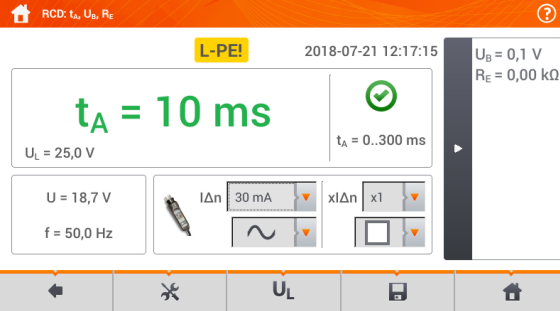 RCD: tA, UB, RE
?
L-PE!
2018-07-21 12:17:15
tA = 10 ms
UL = 25,0 V
tA = 0..300 ms
UB = 0,1 V
RE = 0,00 kΩ
U = 18,7 V
f = 50,0 Hz
IΔn 30 mA
xIΔn x1
UL